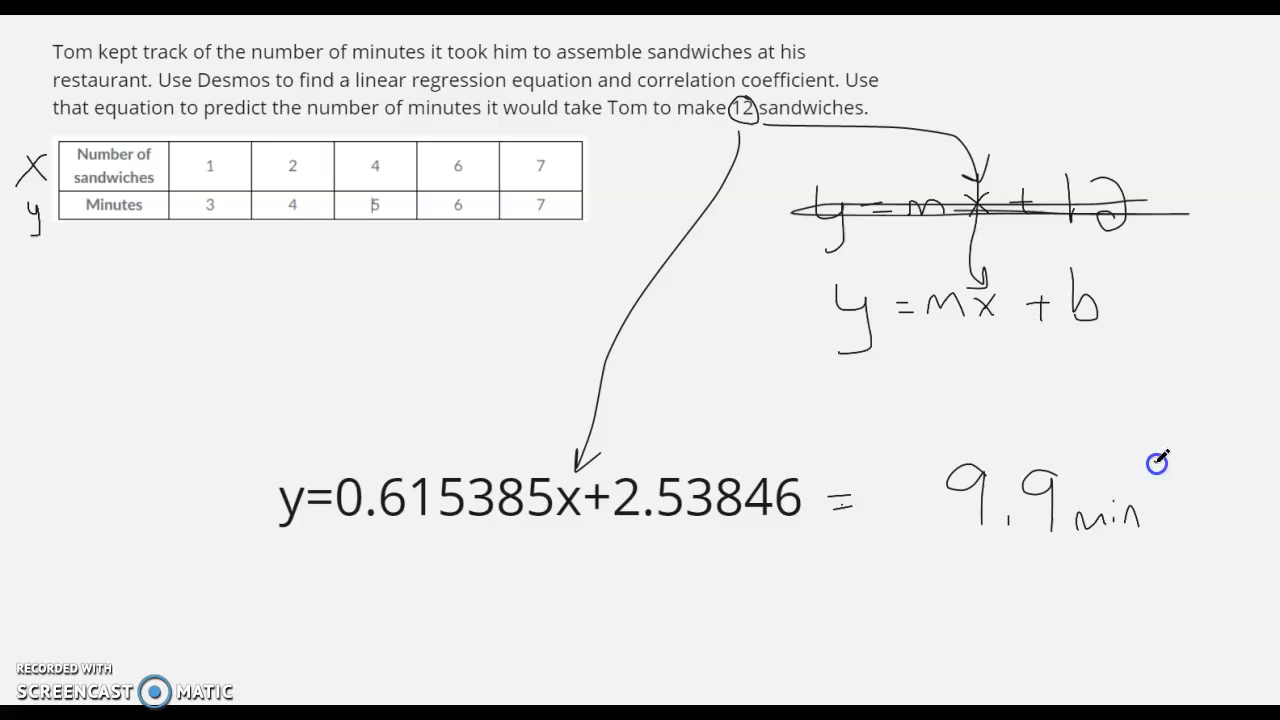 Tom kept track of the number of minutes it took him to assemble sandwiches at his
restaurant. Use Desmos to find a linear regression equation and correlation coefficient. Use
that equation to predict the number of minutes it would take Tom to make 12 sandwiches.
x Number of sandwiches 1 2 4 6 7
y Minutes 3 4 5 6 7
y = mx + b
y = mx + b
y=0.615385x+2.53846 = 9.9 min
RECORDED WITH
SCREENCAST MATIC